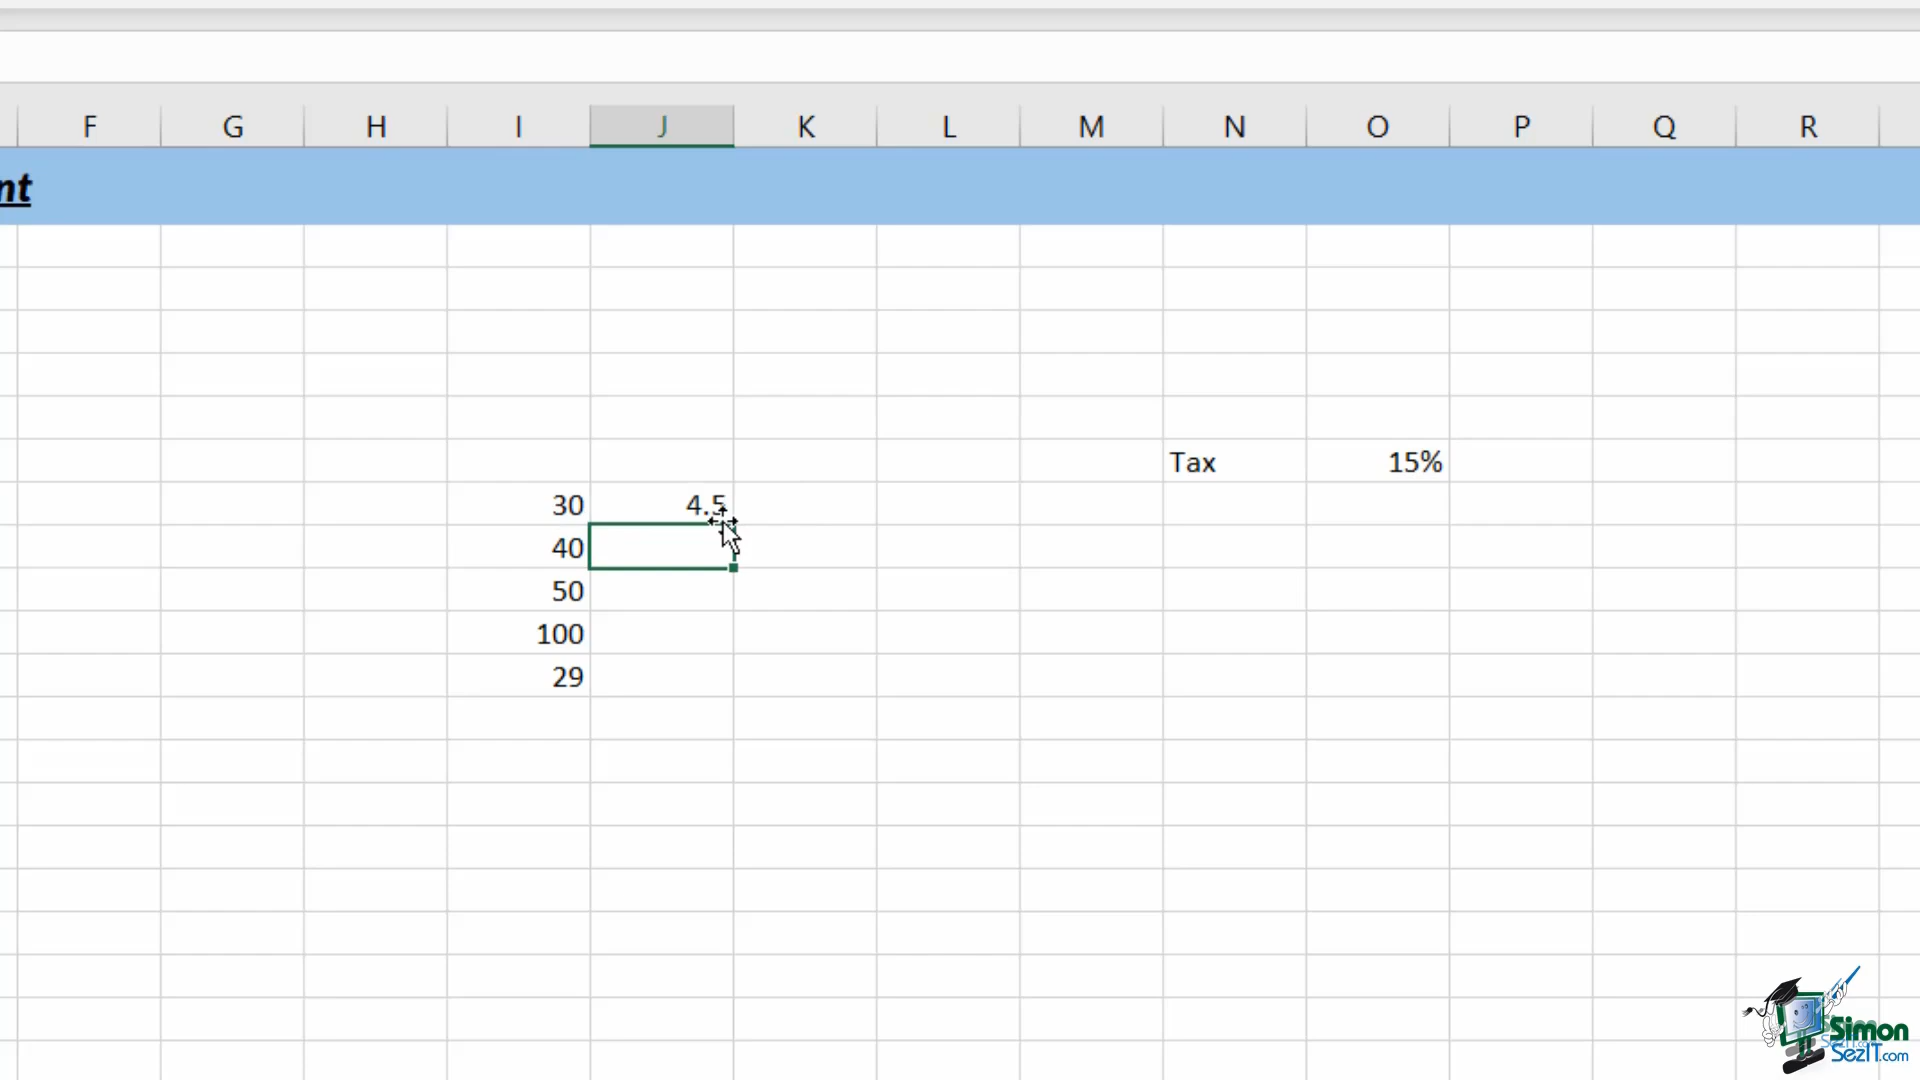 F G H I J K L M N O P Q R
nt
Tax 15%
30 4.5
40
50
100
29
Simon
SezIT.com